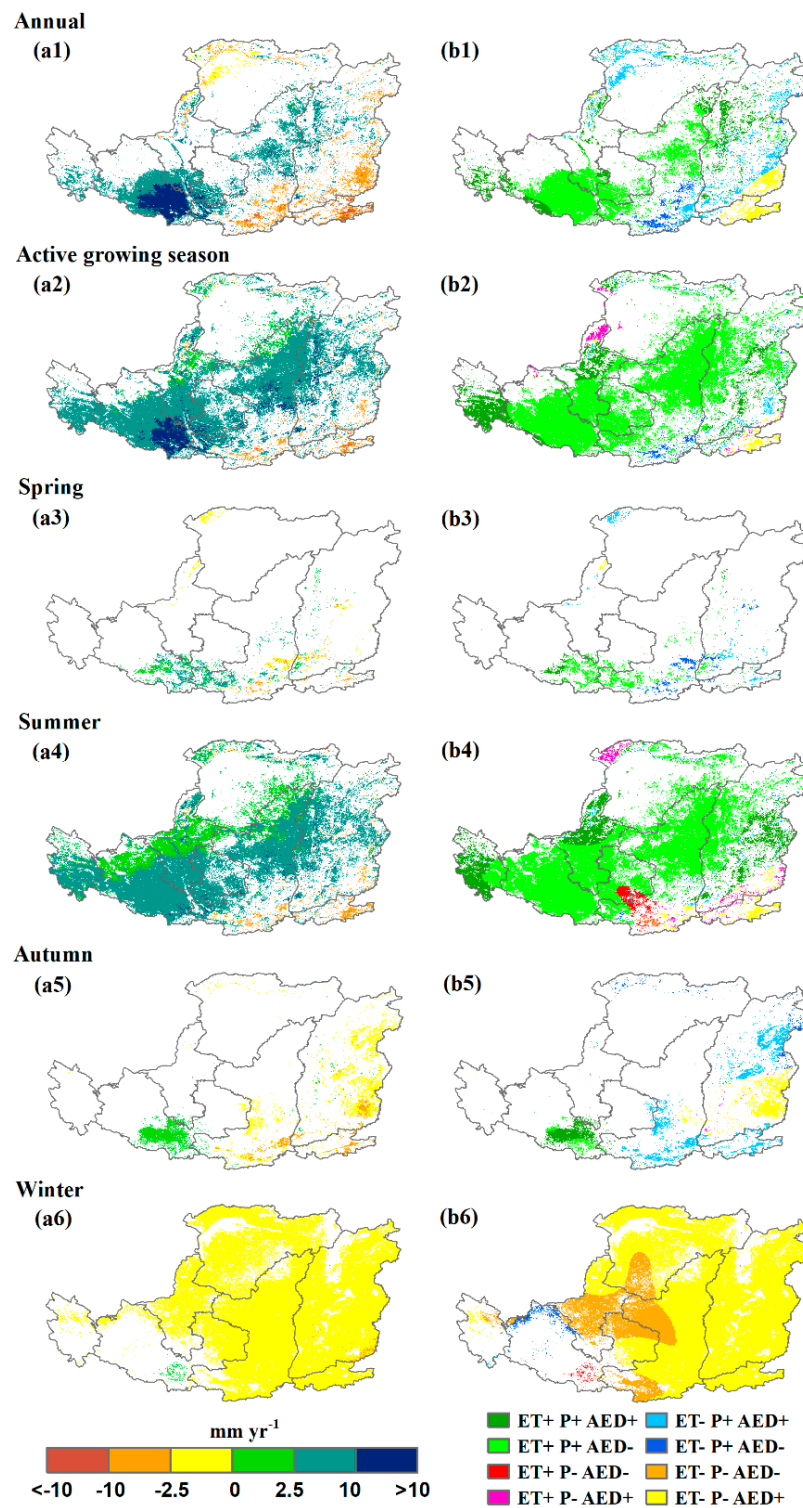 Annual
(a1) (b1)
Active growing season
(a2) (b2)
Spring
(a3) (b3)
Summer
(a4) (b4)
Autumn
(a5) (b5)
Winter
(a6) (b6)
mm yr-1
<-10 -10 -2.5 0 2.5 10 >10
ET+ P+ AED+ ET- P+ AED+
ET+ P+ AED- ET- P+ AED-
ET+ P- AED- ET- P- AED-
ET+ P- AED+ ET- P- AED+